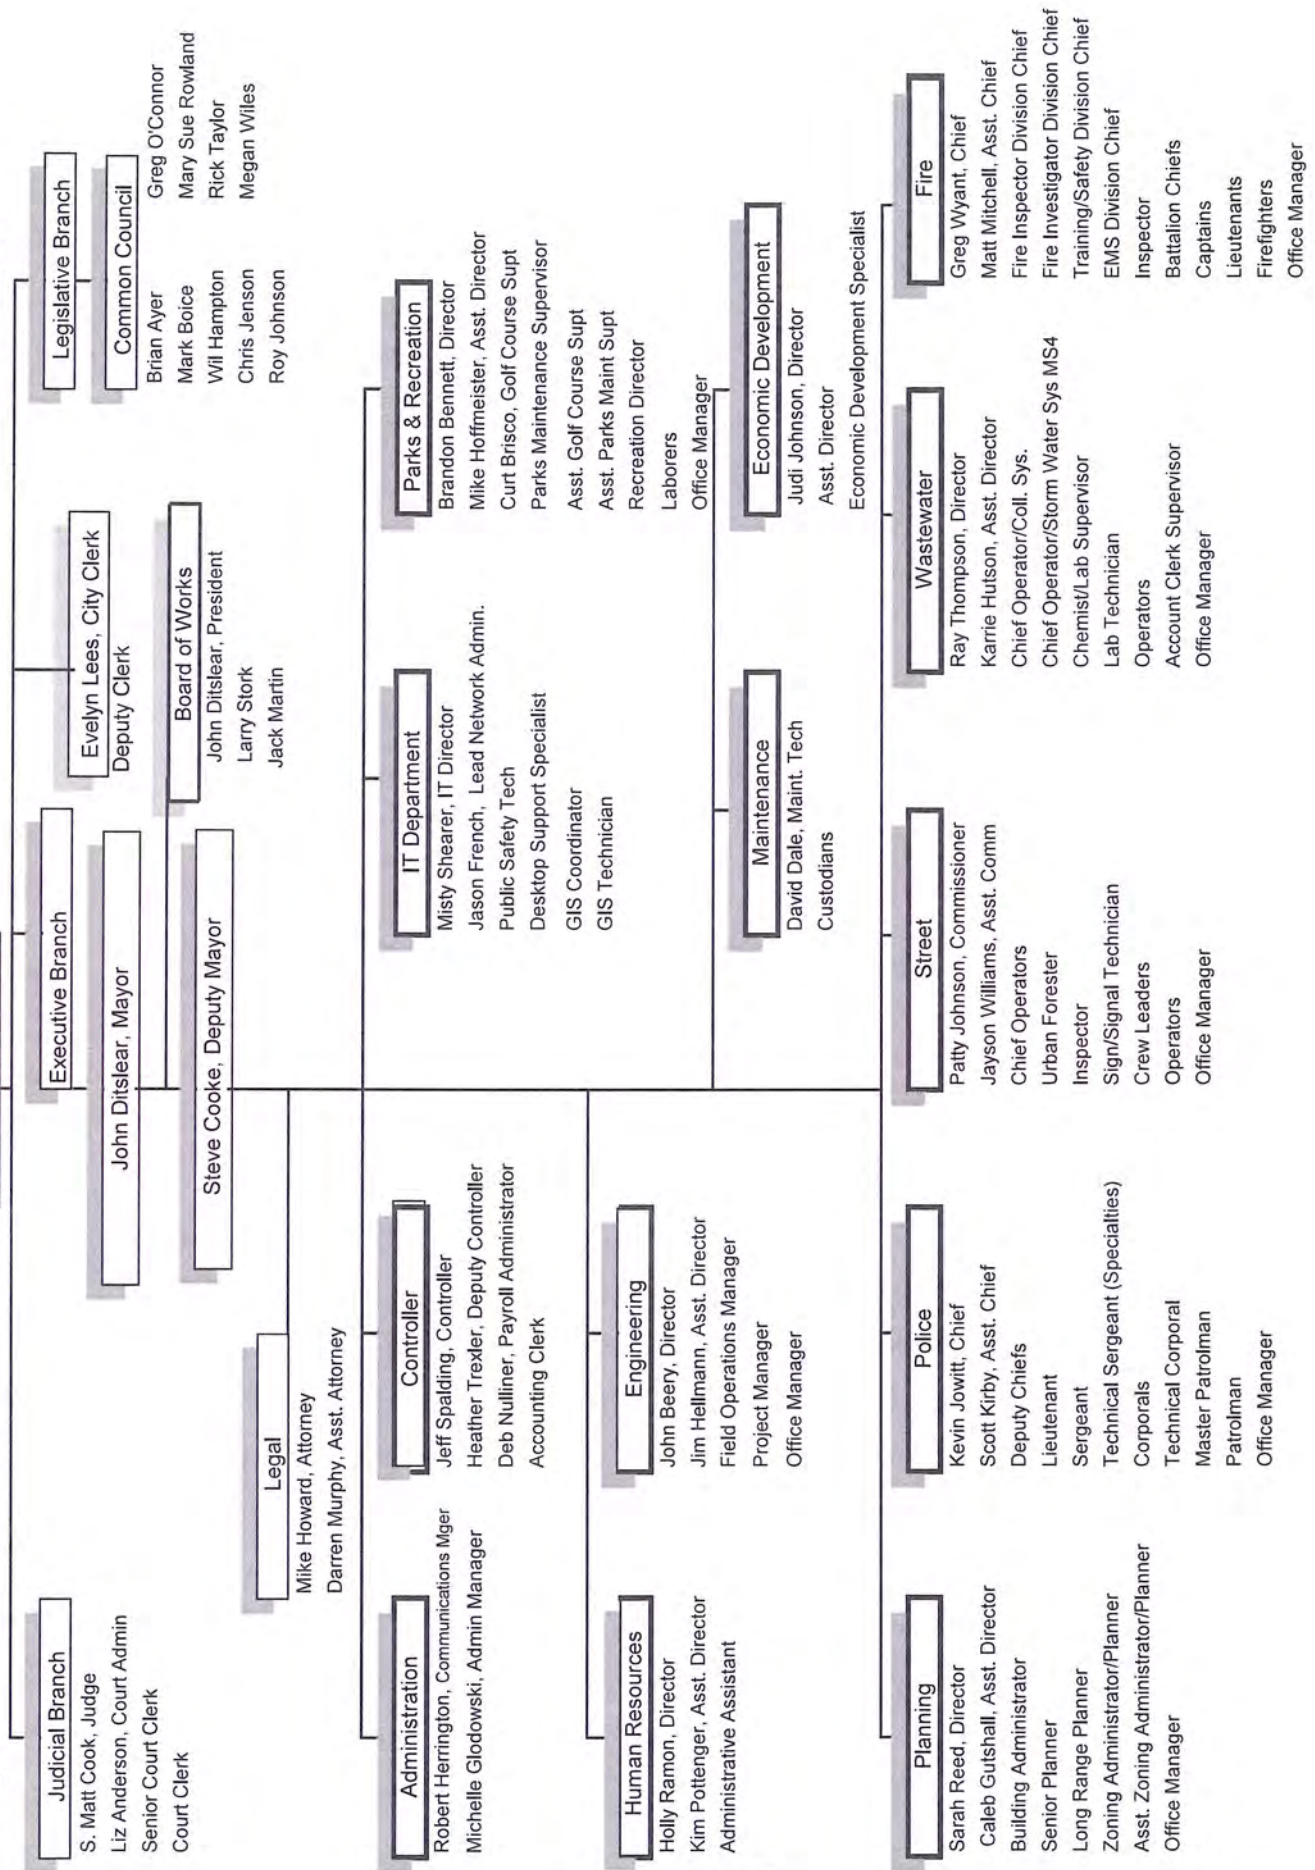 Judicial Branch
S. Matt Cook, Judge
Liz Anderson, Court Admin
Senior Court Clerk
Court Clerk
Executive Branch
John Ditslear, Mayor
Steve Cooke, Deputy Mayor
Evelyn Lees, City Clerk
Deputy Clerk
Board of Works
John Ditslear, President
Larry Stork
Jack Martin
Legislative Branch
Common Council
Brian Ayer
Mark Boice
Wil Hampton
Chris Jenson
Roy Johnson
Greg O'Connor
Mary Sue Rowland
Rick Taylor
Megan Wiles
Legal
Mike Howard, Attorney
Darren Murphy, Asst. Attorney
Administration
Robert Herrington, Communications Mger
Michelle Glodowski, Admin Manager
Controller
Jeff Spalding, Controller
Heather Trexler, Deputy Controller
Deb Nulliner, Payroll Administrator
Accounting Clerk
IT Department
Misty Shearer, IT Director
Jason French, Lead Network Admin.
Public Safety Tech
Desktop Support Specialist
GIS Coordinator
GIS Technician
Parks & Recreation
Brandon Bennett, Director
Mike Hoffmeister, Asst. Director
Curt Brisco, Golf Course Supt
Parks Maintenance Supervisor
Asst. Golf Course Supt
Asst. Parks Maint Supt
Recreation Director
Laborers
Office Manager
Human Resources
Holly Ramon, Director
Kim Pottenger, Asst. Director
Administrative Assistant
Engineering
John Beery, Director
Jim Hellmann, Asst. Director
Field Operations Manager
Project Manager
Office Manager
Maintenance
David Dale, Maint. Tech
Custodians
Economic Development
Judi Johnson, Director
Asst. Director
Economic Development Specialist
Planning
Sarah Reed, Director
Caleb Gutshall, Asst. Director
Building Administrator
Senior Planner
Long Range Planner
Zoning Administrator/Planner
Asst. Zoning Administrator/Planner
Office Manager
Police
Kevin Jowitt, Chief
Scott Kirby, Asst. Chief
Deputy Chiefs
Lieutenant
Sergeant
Technical Sergeant (Specialties)
Corporals
Technical Corporal
Master Patrolman
Patrolman
Office Manager
Street
Patty Johnson, Commissioner
Jayson Williams, Asst. Comm
Chief Operators
Urban Forester
Inspector
Sign/Signal Technician
Crew Leaders
Operators
Office Manager
Wastewater
Ray Thompson, Director
Karrie Hutson, Asst. Director
Chief Operator/Coll. Sys.
Chief Operator/Storm Water Sys MS4
Chemist/Lab Supervisor
Lab Technician
Operators
Account Clerk Supervisor
Office Manager
Fire
Greg Wyant, Chief
Matt Mitchell, Asst. Chief
Fire Inspector Division Chief
Fire Investigator Division Chief
Training/Safety Division Chief
EMS Division Chief
Inspector
Battalion Chiefs
Captains
Lieutenants
Firefighters
Office Manager